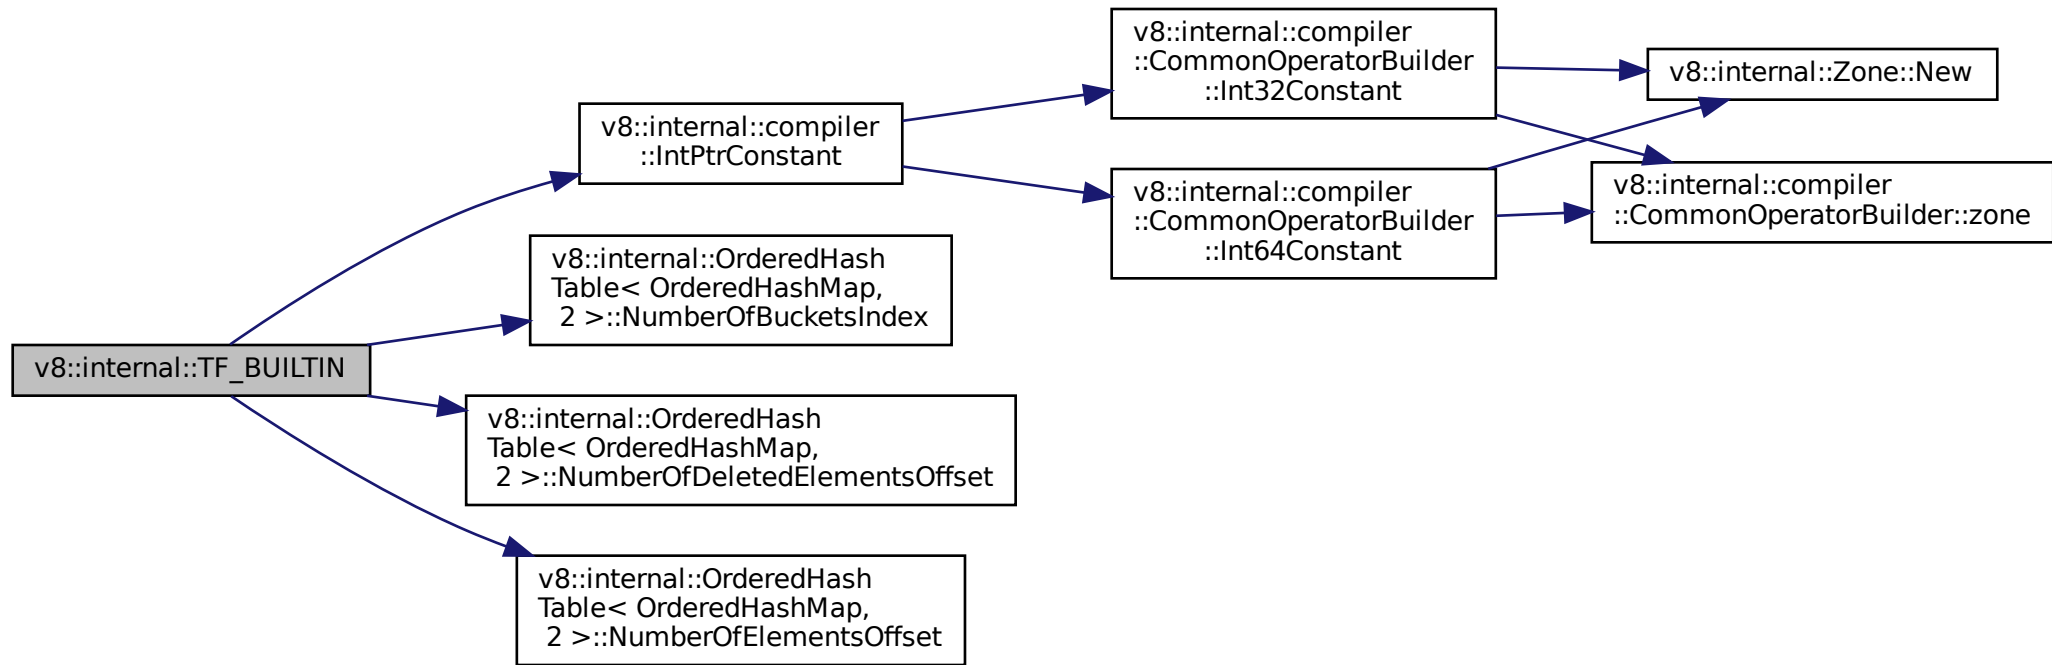 v8::internal::TF_BUILTIN
v8::internal::compiler
::IntPtrConstant
v8::internal::OrderedHash
Table< OrderedHashMap,
2 >::NumberOfBucketsIndex
v8::internal::OrderedHash
Table< OrderedHashMap,
2 >::NumberOfDeletedElementsOffset
v8::internal::OrderedHash
Table< OrderedHashMap,
2 >::NumberOfElementsOffset
v8::internal::compiler
::CommonOperatorBuilder
::Int32Constant
v8::internal::compiler
::CommonOperatorBuilder
::Int64Constant
v8::internal::Zone::New
v8::internal::compiler
::CommonOperatorBuilder::zone